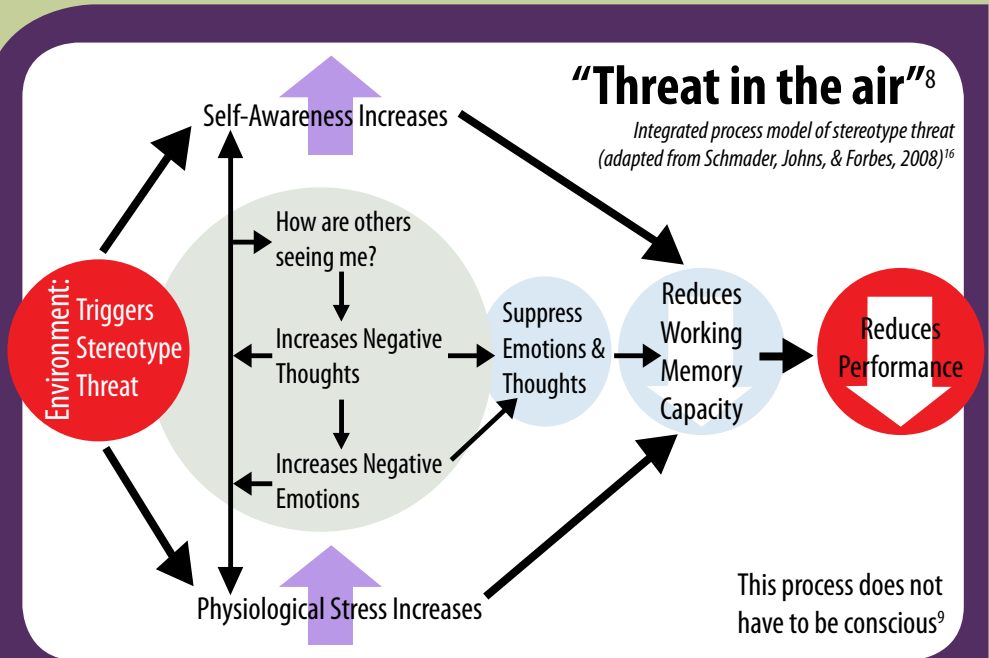 “Threat in the air”8
Integrated process model of stereotype threat
(adapted from Schmader, Johns, & Forbes, 2008)16
Self-Awareness Increases
Environment:
Triggers
Stereotype
Threat
How are others
seeing me?
Increases Negative
Thoughts
Increases Negative
Emotions
Suppress
Emotions &
Thoughts
Reduces
Working
Memory
Capacity
Reduces
Performance
Physiological Stress Increases
This process does not
have to be conscious9